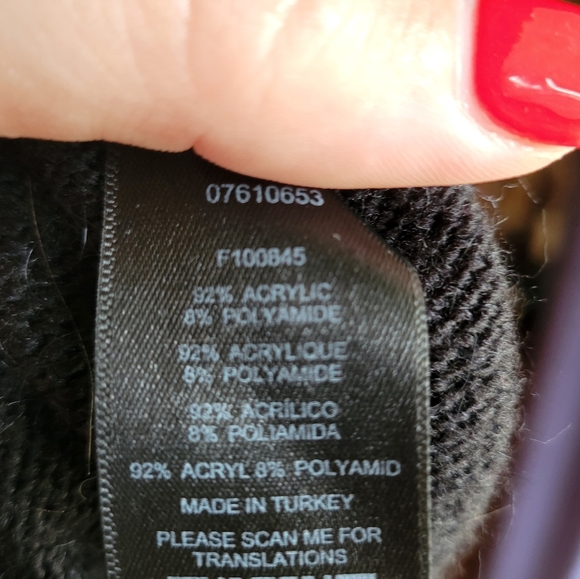 07610653
F100845
92% ACRYLIC
8% POLYAMIDE
92% ACRYLIQUE
8% POLYAMIDE
92% ACRÍLICO
8% POLIAMIDA
92% ACRYL 8% POLYAMID
MADE IN TURKEY
PLEASE SCAN ME FOR
TRANSLATIONS